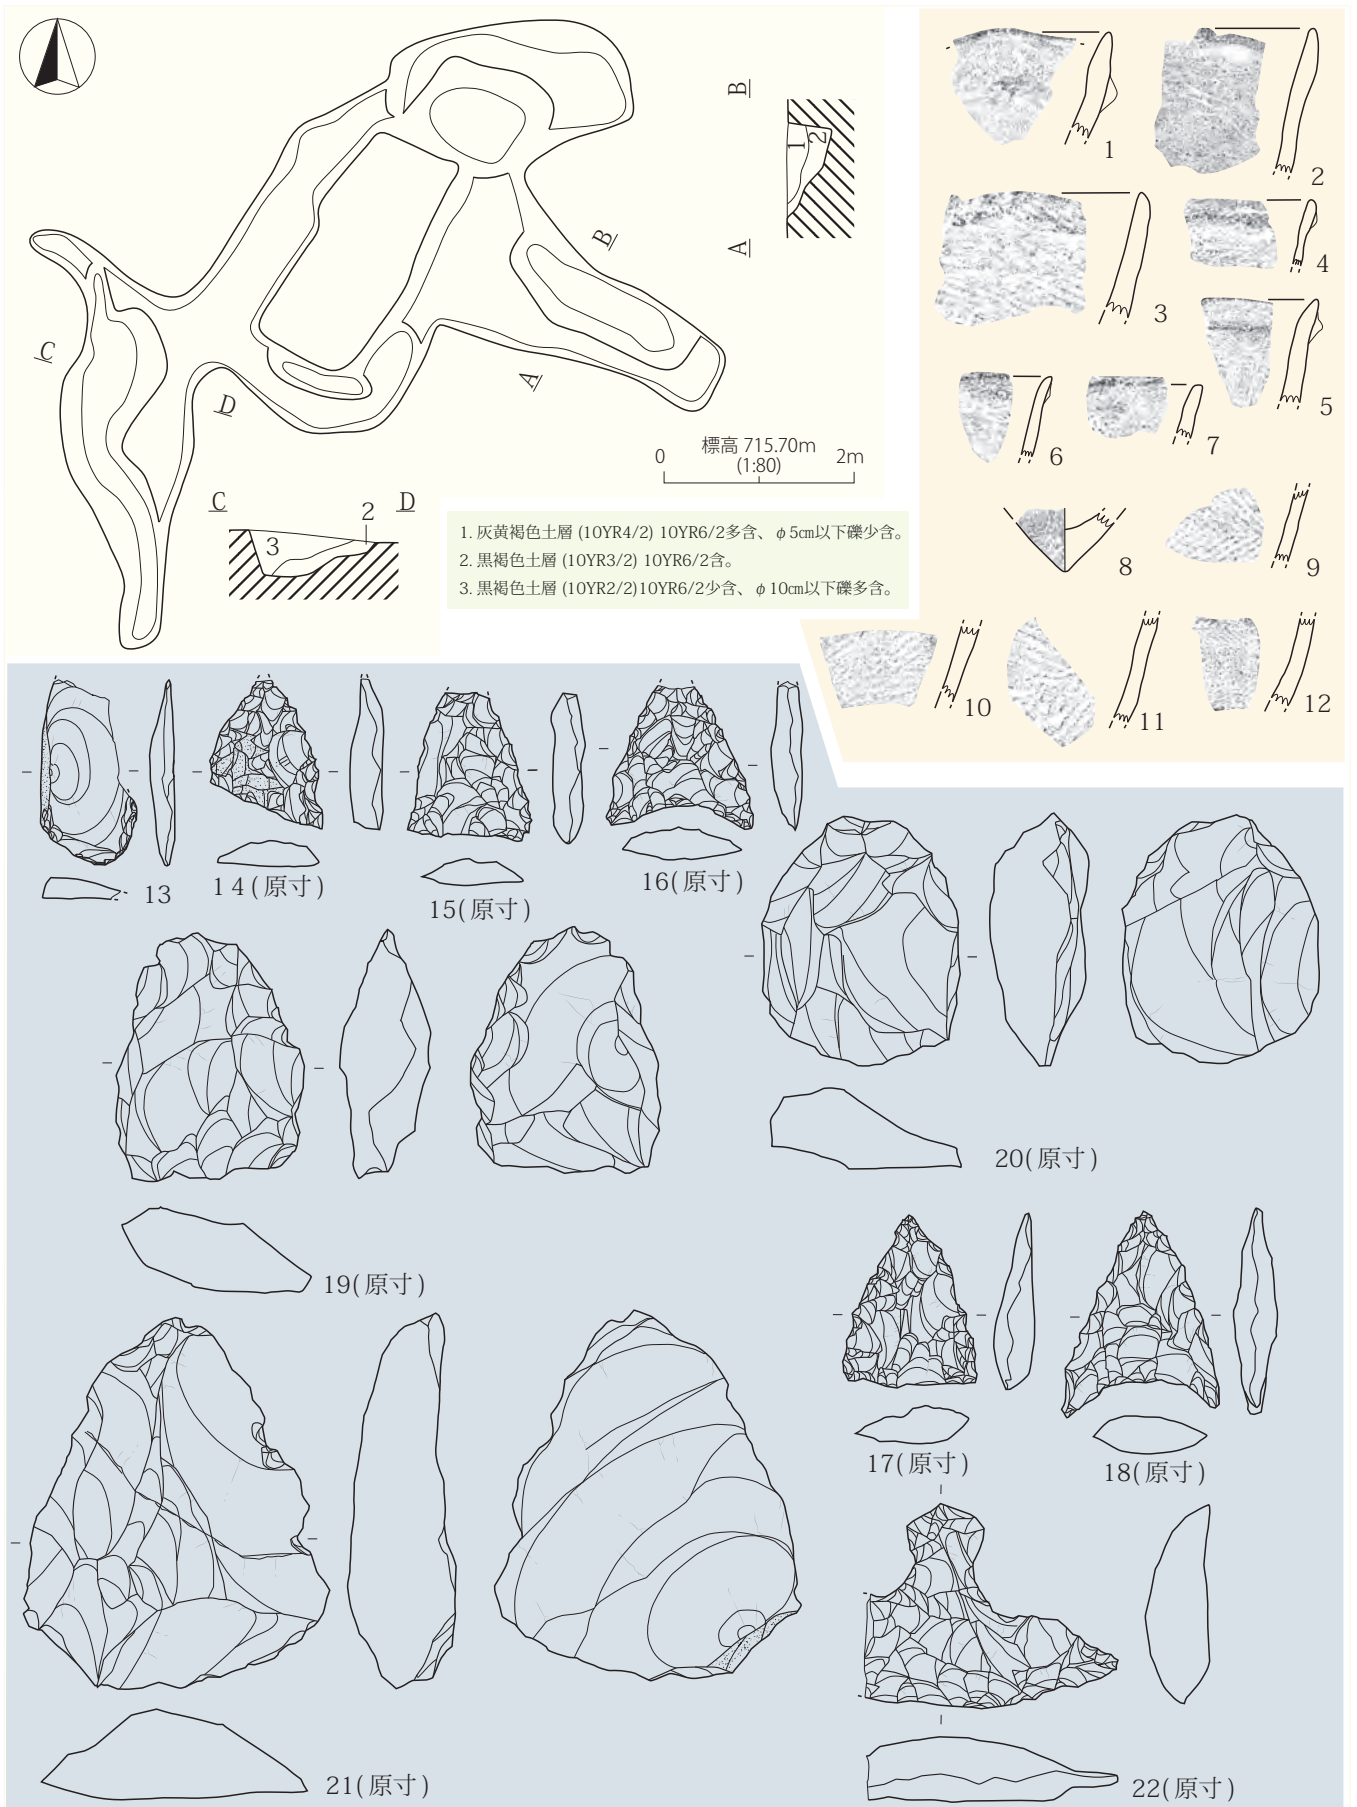 B
A
1
2
B
A
C
D
標高 715.70m
0
(1:80)
2m
C
D
3
2
1. 灰黄褐色土層 (10YR4/2) 10YR6/2多含、φ5㎝以下礫少含。
2. 黒褐色土層 (10YR3/2) 10YR6/2含。
3. 黒褐色土層 (10YR2/2)10YR6/2少含、φ10㎝以下礫多含。
1
2
3
4
5
6
7
8
9
10
11
12
13
14(原寸)
15(原寸)
16(原寸)
20(原寸)
19(原寸)
17(原寸)
18(原寸)
21(原寸)
22(原寸)